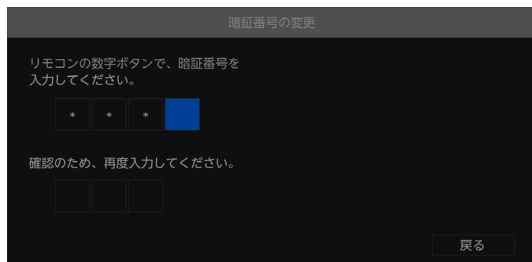 暗証番号の変更
リモコンの数字ボタンで、暗証番号を
入力してください。
* * *
確認のため、再度入力してください。
戻る